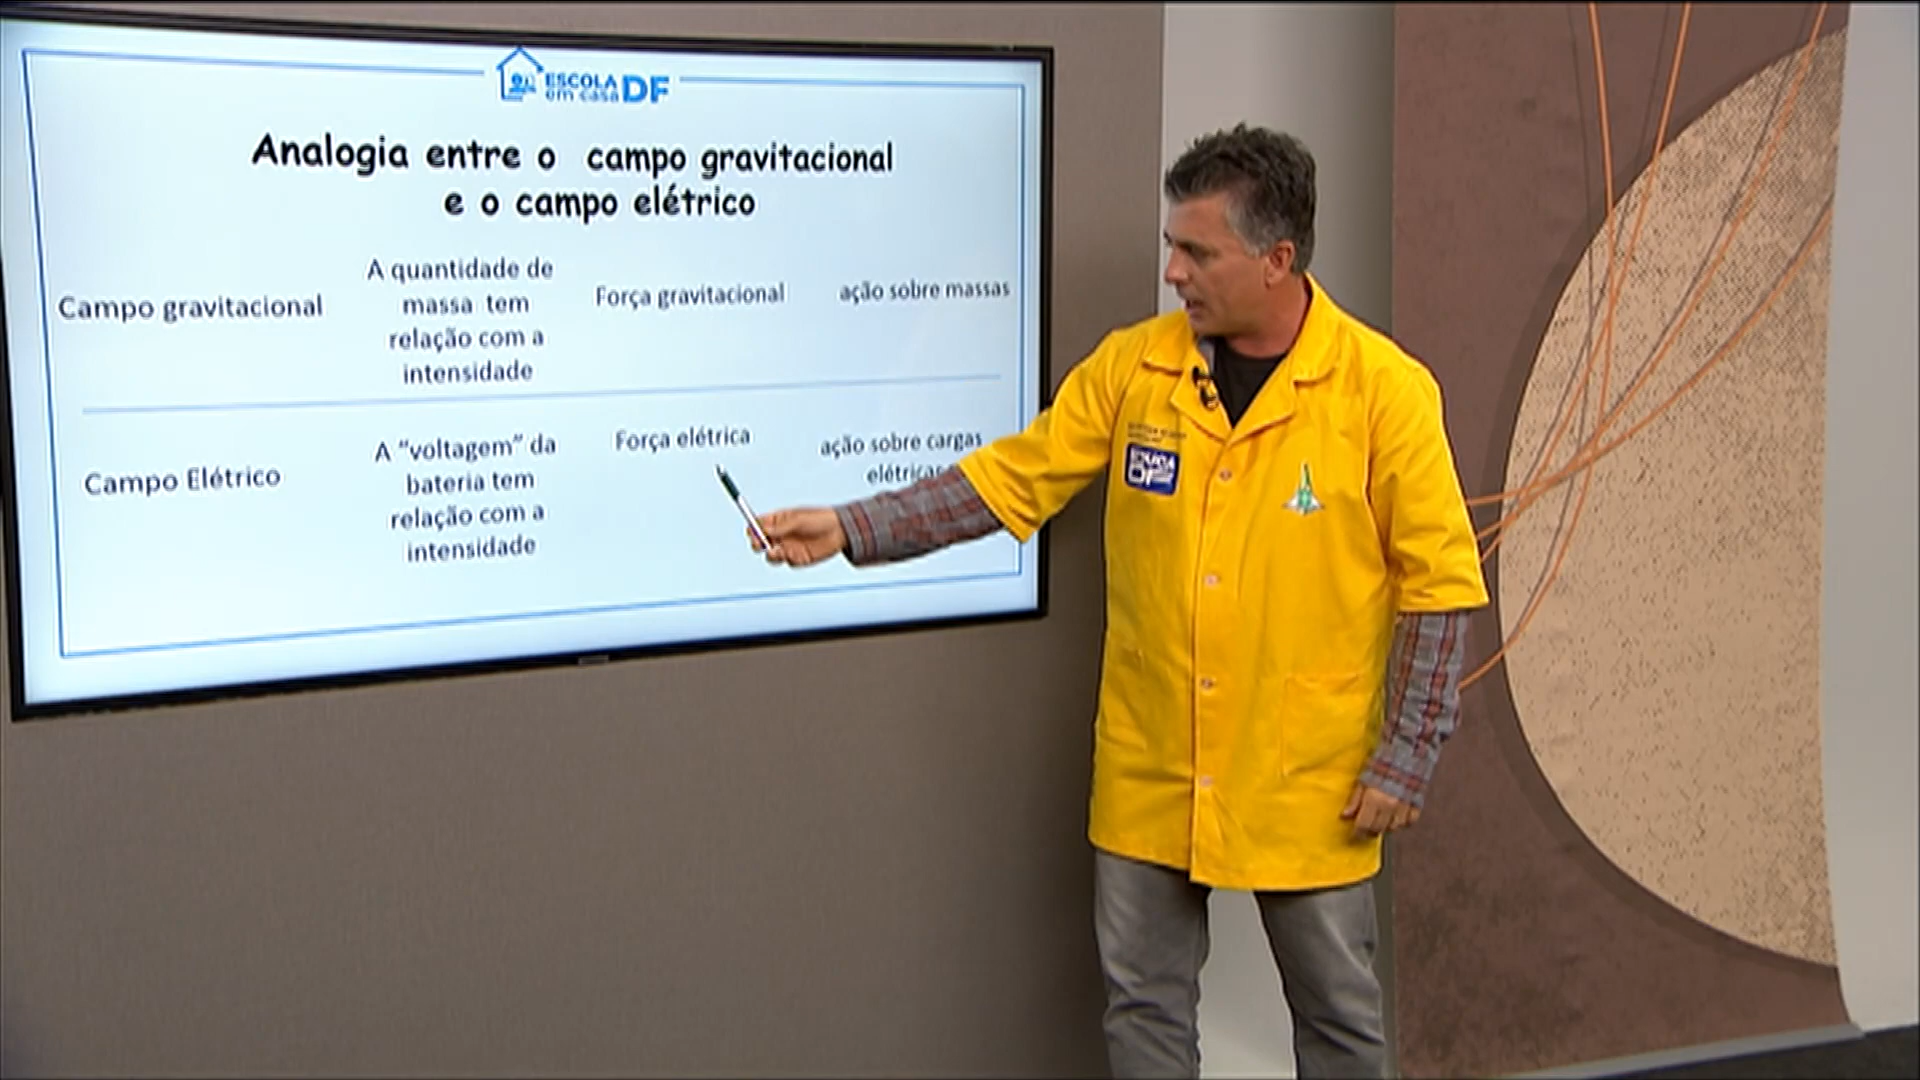 ESCOLA
em casa DF
Analogia entre o campo gravitacional
e o campo elétrico
Campo gravitacional
A quantidade de
massa tem
relação com a
intensidade
Força gravitacional
ação sobre massas
Campo Elétrico
A “voltagem” da
bateria tem
relação com a
intensidade
Força elétrica
ação sobre cargas
EDUCA
DF